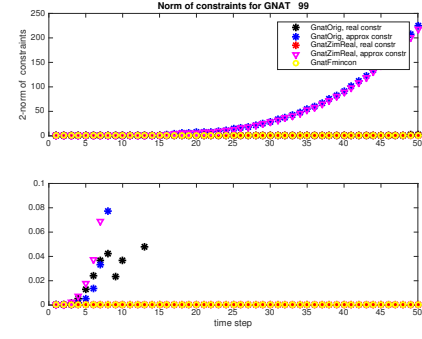 Norm of constraints for GNAT 99
250
200
150
100
50
0
2-norm of constraints
GnatOrig, real constr
GnatOrig, approx constr
GnatZimReal, real constr
GnatZimReal, approx constr
GnatFmincon
0 5 10 15 20 25 30 35 40 45 50
0.1
0.08
0.06
0.04
0.02
0
0 5 10 15 20 25 30 35 40 45 50
time step